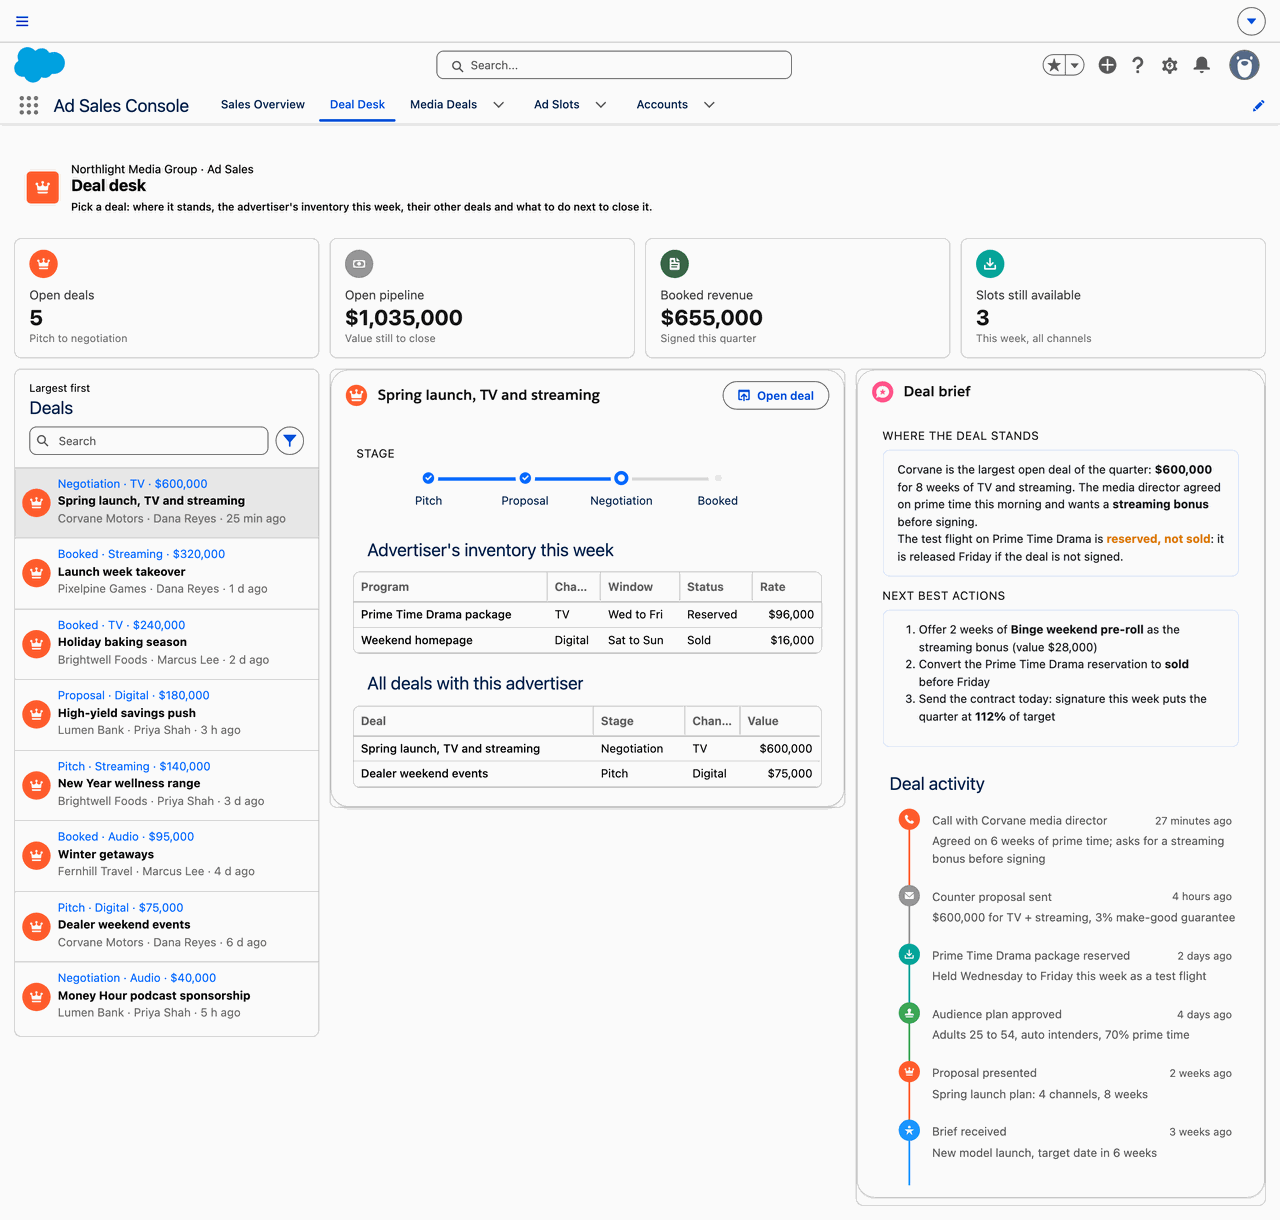 Search...
Ad Sales Console
Sales Overview
Deal Desk
Media Deals
Ad Slots
Accounts
Northlight Media Group · Ad Sales
Deal desk
Pick a deal: where it stands, the advertiser's inventory this week, their other deals and what to do next to close it.
Open deals
5
Pitch to negotiation
Open pipeline
$1,035,000
Value still to close
Booked revenue
$655,000
Signed this quarter
Slots still available
3
This week, all channels
Largest first
Deals
Search
Negotiation · TV · $600,000
Spring launch, TV and streaming
Corvane Motors · Dana Reyes · 25 min ago
Booked · Streaming · $320,000
Launch week takeover
Pixelpine Games · Dana Reyes · 1 d ago
Booked · TV · $240,000
Holiday baking season
Brightwell Foods · Marcus Lee · 2 d ago
Proposal · Digital · $180,000
High-yield savings push
Lumen Bank · Priya Shah · 3 h ago
Pitch · Streaming · $140,000
New Year wellness range
Brightwell Foods · Priya Shah · 3 d ago
Booked · Audio · $95,000
Winter getaways
Fernhill Travel · Marcus Lee · 4 d ago
Pitch · Digital · $75,000
Dealer weekend events
Corvane Motors · Dana Reyes · 6 d ago
Negotiation · Audio · $40,000
Money Hour podcast sponsorship
Lumen Bank · Priya Shah · 5 h ago
Spring launch, TV and streaming
Open deal
STAGE
Pitch
Proposal
Negotiation
Booked
Advertiser's inventory this week
Program Cha... Window Status Rate
Prime Time Drama package TV Wed to Fri Reserved $96,000
Weekend homepage Digital Sat to Sun Sold $16,000
All deals with this advertiser
Deal Stage Chan... Value
Spring launch, TV and streaming Negotiation TV $600,000
Dealer weekend events Pitch Digital $75,000
Deal brief
WHERE THE DEAL STANDS
Corvane is the largest open deal of the quarter: $600,000
for 8 weeks of TV and streaming. The media director agreed
on prime time this morning and wants a streaming bonus
before signing.
The test flight on Prime Time Drama is reserved, not sold: it
is released Friday if the deal is not signed.
NEXT BEST ACTIONS
1. Offer 2 weeks of Binge weekend pre-roll as the
streaming bonus (value $28,000)
2. Convert the Prime Time Drama reservation to sold
before Friday
3. Send the contract today: signature this week puts the
quarter at 112% of target
Deal activity
Call with Corvane media director 27 minutes ago
Agreed on 6 weeks of prime time; asks for a streaming
bonus before signing
Counter proposal sent 4 hours ago
$600,000 for TV + streaming, 3% make-good guarantee
Prime Time Drama package reserved 2 days ago
Held Wednesday to Friday this week as a test flight
Audience plan approved 4 days ago
Adults 25 to 54, auto intenders, 70% prime time
Proposal presented 2 weeks ago
Spring launch plan: 4 channels, 8 weeks
Brief received 3 weeks ago
New model launch, target date in 6 weeks